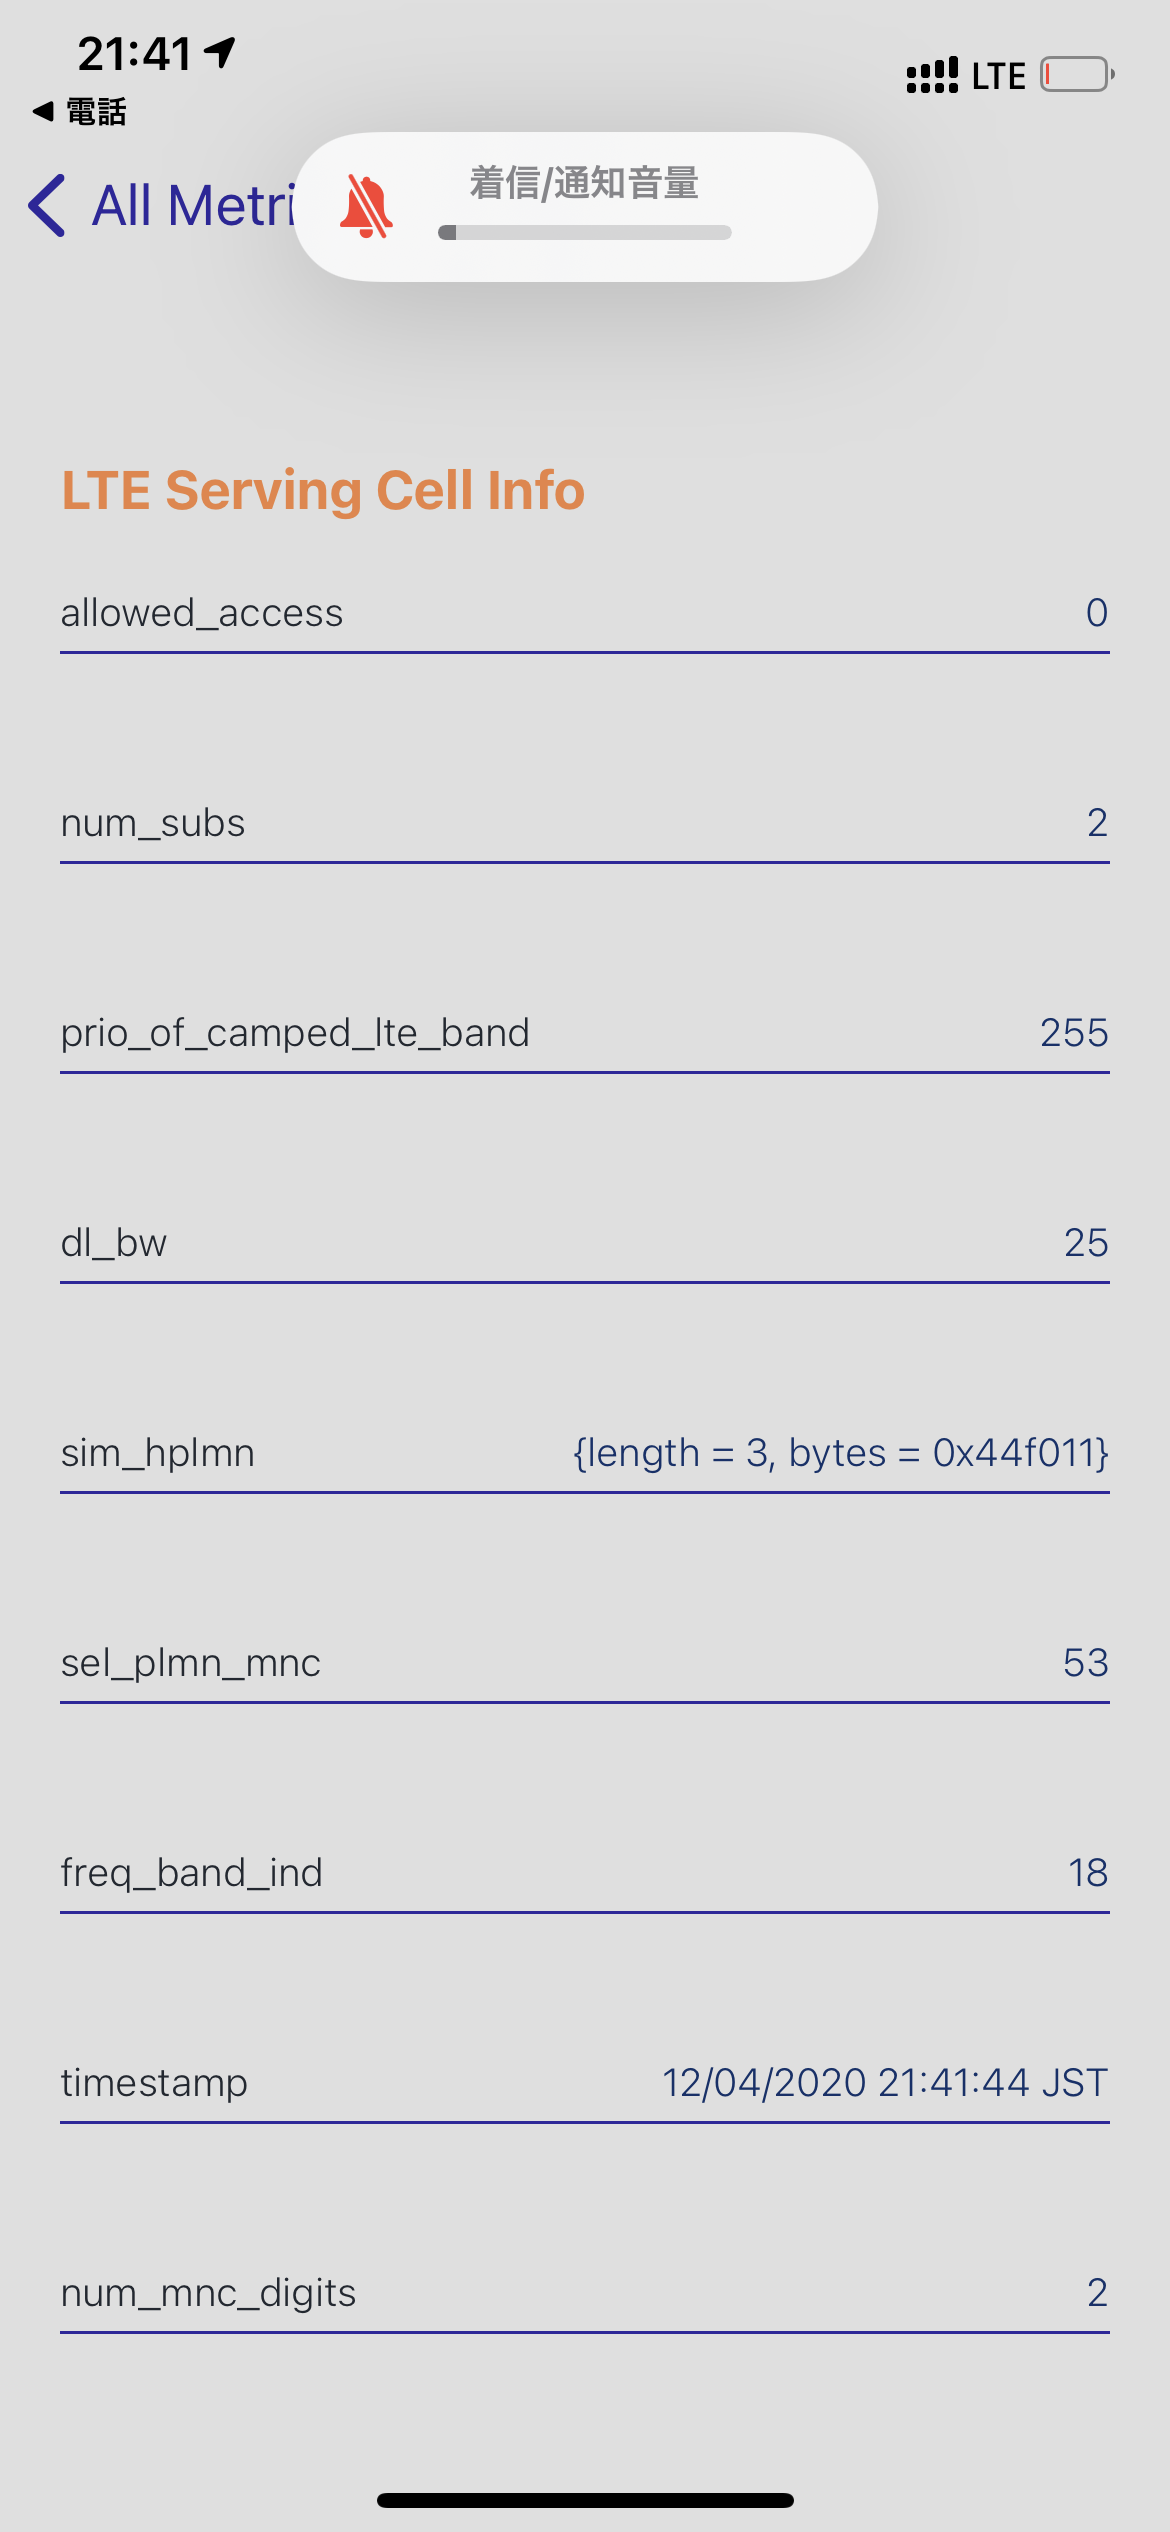 21:41
LTE
電話
All Metri
着信/通知音量
LTE Serving Cell Info
allowed_access 0
num_subs 2
prio_of_camped_lte_band 255
dl_bw 25
sim_hplmn {length = 3, bytes = 0x44f011}
sel_plmn_mnc 53
freq_band_ind 18
timestamp 12/04/2020 21:41:44 JST
num_mnc_digits 2